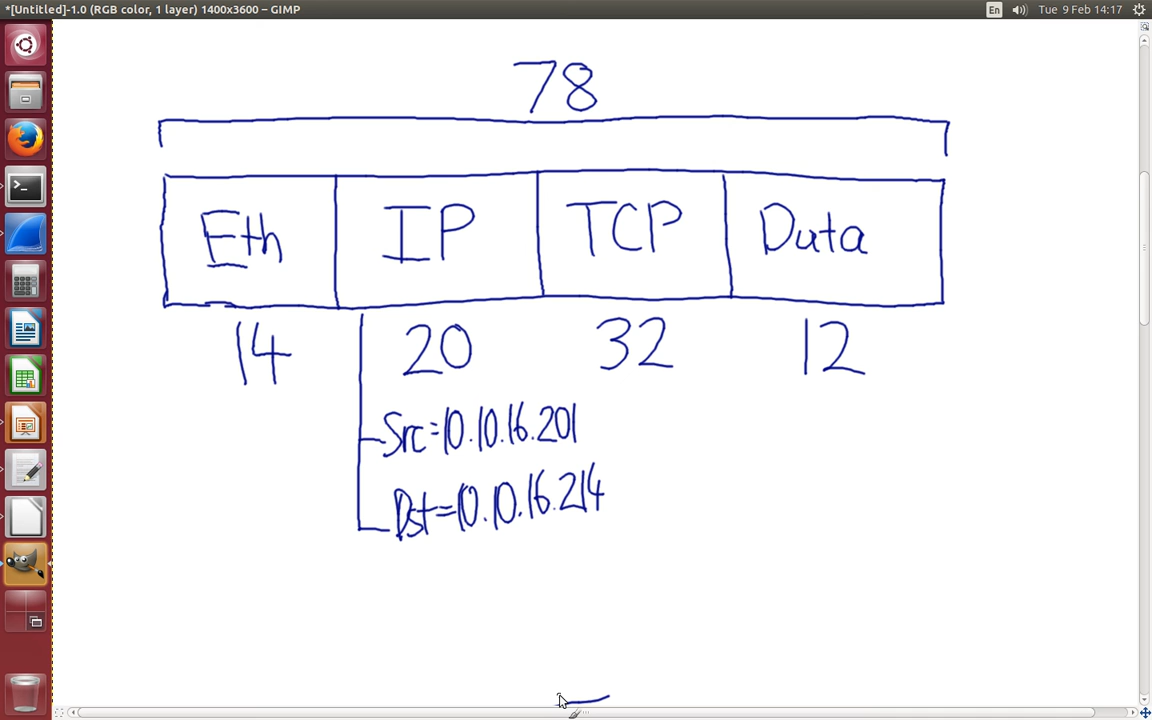 *[Untitled]-1.0 (RGB color, 1 layer) 1400x3600 – GIMP
En
Tue 9 Feb 14:17
78
Eth IP TCP Data
14 20 32 12
Src=10.10.16.201
Dst=10.10.16.214